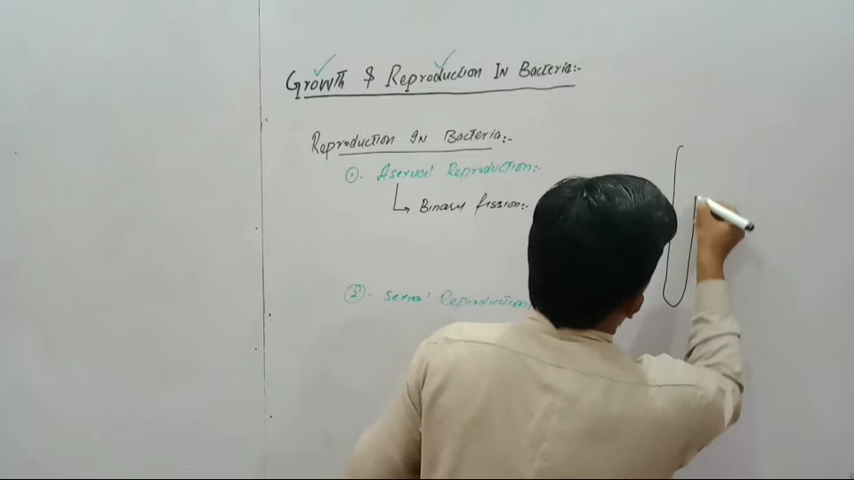 Growth & Reproduction In Bacteria:-
Reproduction In Bacteria:-
①. Asexual Reproduction:-
Binary fission:-
②. Sexual Reproduction